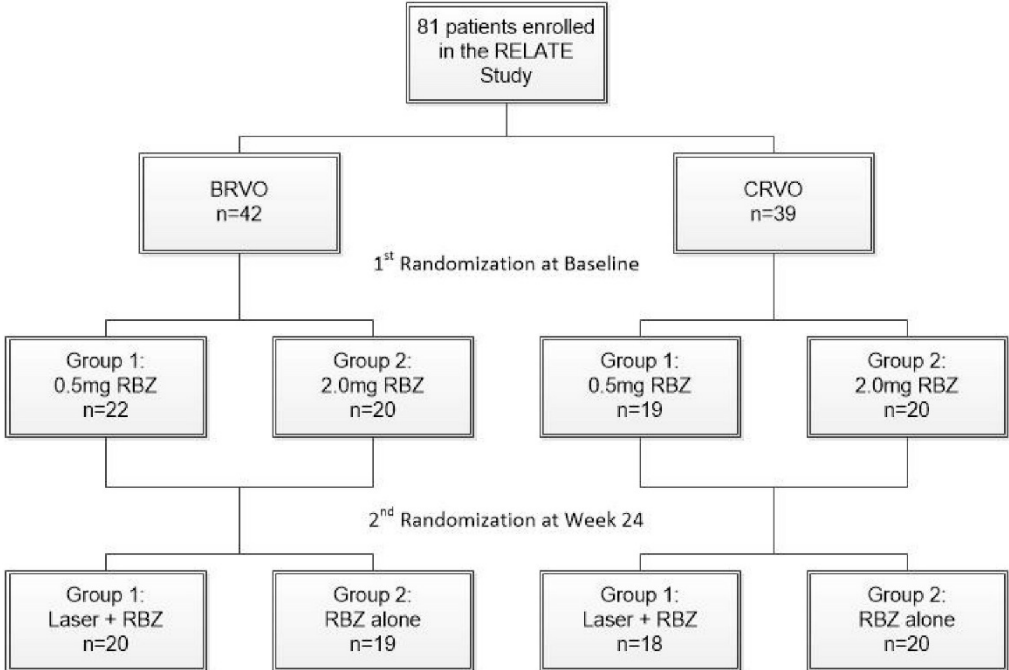 81 patients enrolled
in the RELATE
Study
BRVO
n=42
CRVO
n=39
1st Randomization at Baseline
Group 1:
0.5mg RBZ
n=22
Group 2:
2.0mg RBZ
n=20
Group 1:
0.5mg RBZ
n=19
Group 2:
2.0mg RBZ
n=20
2nd Randomization at Week 24
Group 1:
Laser + RBZ
n=20
Group 2:
RBZ alone
n=19
Group 1:
Laser + RBZ
n=18
Group 2:
RBZ alone
n=20